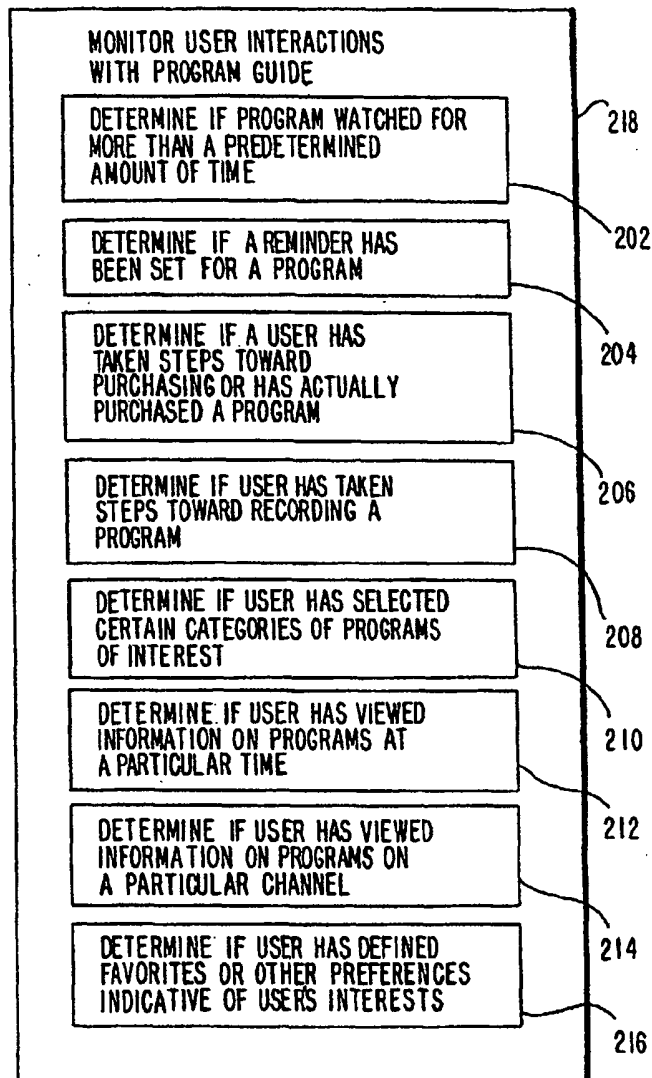 MONITOR USER INTERACTIONS
WITH PROGRAM GUIDE
218
DETERMINE IF PROGRAM WATCHED FOR
MORE THAN A PREDETERMINED
AMOUNT OF TIME
202
DETERMINE IF A REMINDER HAS
BEEN SET FOR A PROGRAM
204
DETERMINE IF A USER HAS
TAKEN STEPS TOWARD
PURCHASING OR HAS ACTUALLY
PURCHASED A PROGRAM
206
DETERMINE IF USER HAS TAKEN
STEPS TOWARD RECORDING A
PROGRAM
208
DETERMINE IF USER HAS SELECTED
CERTAIN CATEGORIES OF PROGRAMS
OF INTEREST
210
DETERMINE IF USER HAS VIEWED
INFORMATION ON PROGRAMS AT
A PARTICULAR TIME
212
DETERMINE IF USER HAS VIEWED
INFORMATION ON PROGRAMS ON
A PARTICULAR CHANNEL
214
DETERMINE IF USER HAS DEFINED
FAVORITES OR OTHER PREFERENCES
INDICATIVE OF USER'S INTERESTS
216